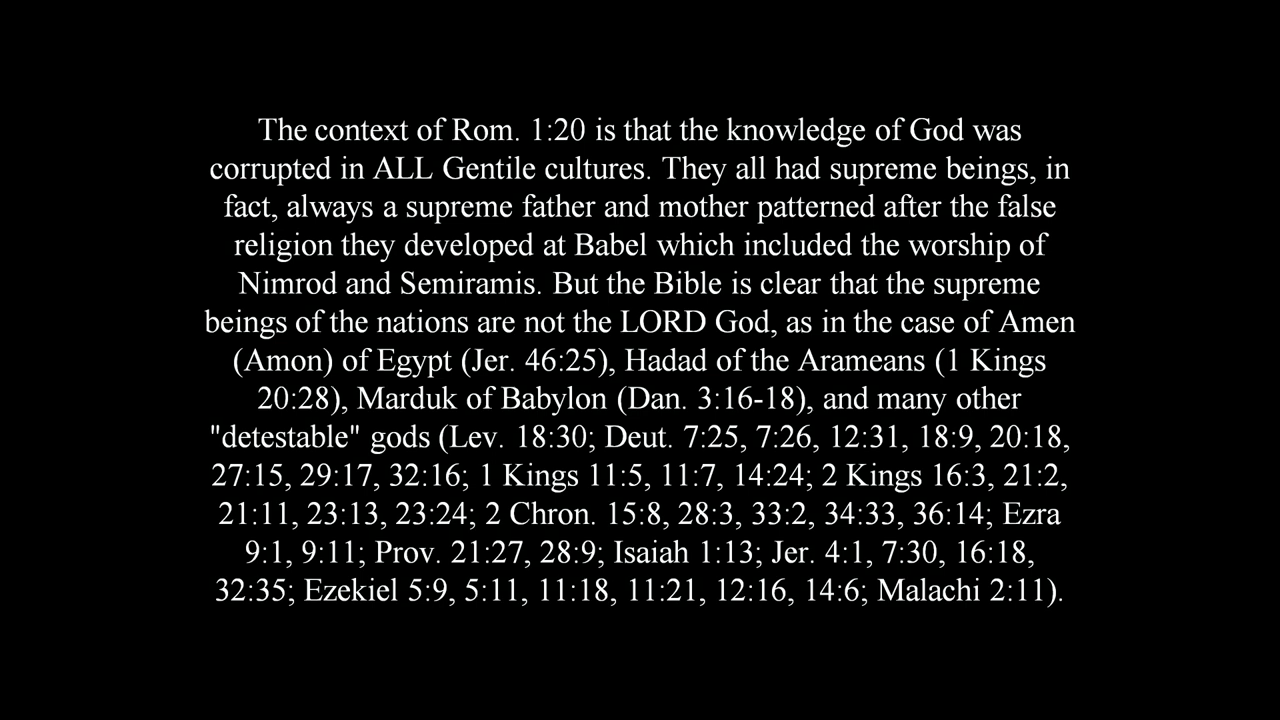 The context of Rom. 1:20 is that the knowledge of God was
corrupted in ALL Gentile cultures. They all had supreme beings, in
fact, always a supreme father and mother patterned after the false
religion they developed at Babel which included the worship of
Nimrod and Semiramis. But the Bible is clear that the supreme
beings of the nations are not the LORD God, as in the case of Amen
(Amon) of Egypt (Jer. 46:25), Hadad of the Arameans (1 Kings
20:28), Marduk of Babylon (Dan. 3:16-18), and many other
"detestable" gods (Lev. 18:30; Deut. 7:25, 7:26, 12:31, 18:9, 20:18,
27:15, 29:17, 32:16; 1 Kings 11:5, 11:7, 14:24; 2 Kings 16:3, 21:2,
21:11, 23:13, 23:24; 2 Chron. 15:8, 28:3, 33:2, 34:33, 36:14; Ezra
9:1, 9:11; Prov. 21:27, 28:9; Isaiah 1:13; Jer. 4:1, 7:30, 16:18,
32:35; Ezekiel 5:9, 5:11, 11:18, 11:21, 12:16, 14:6; Malachi 2:11).